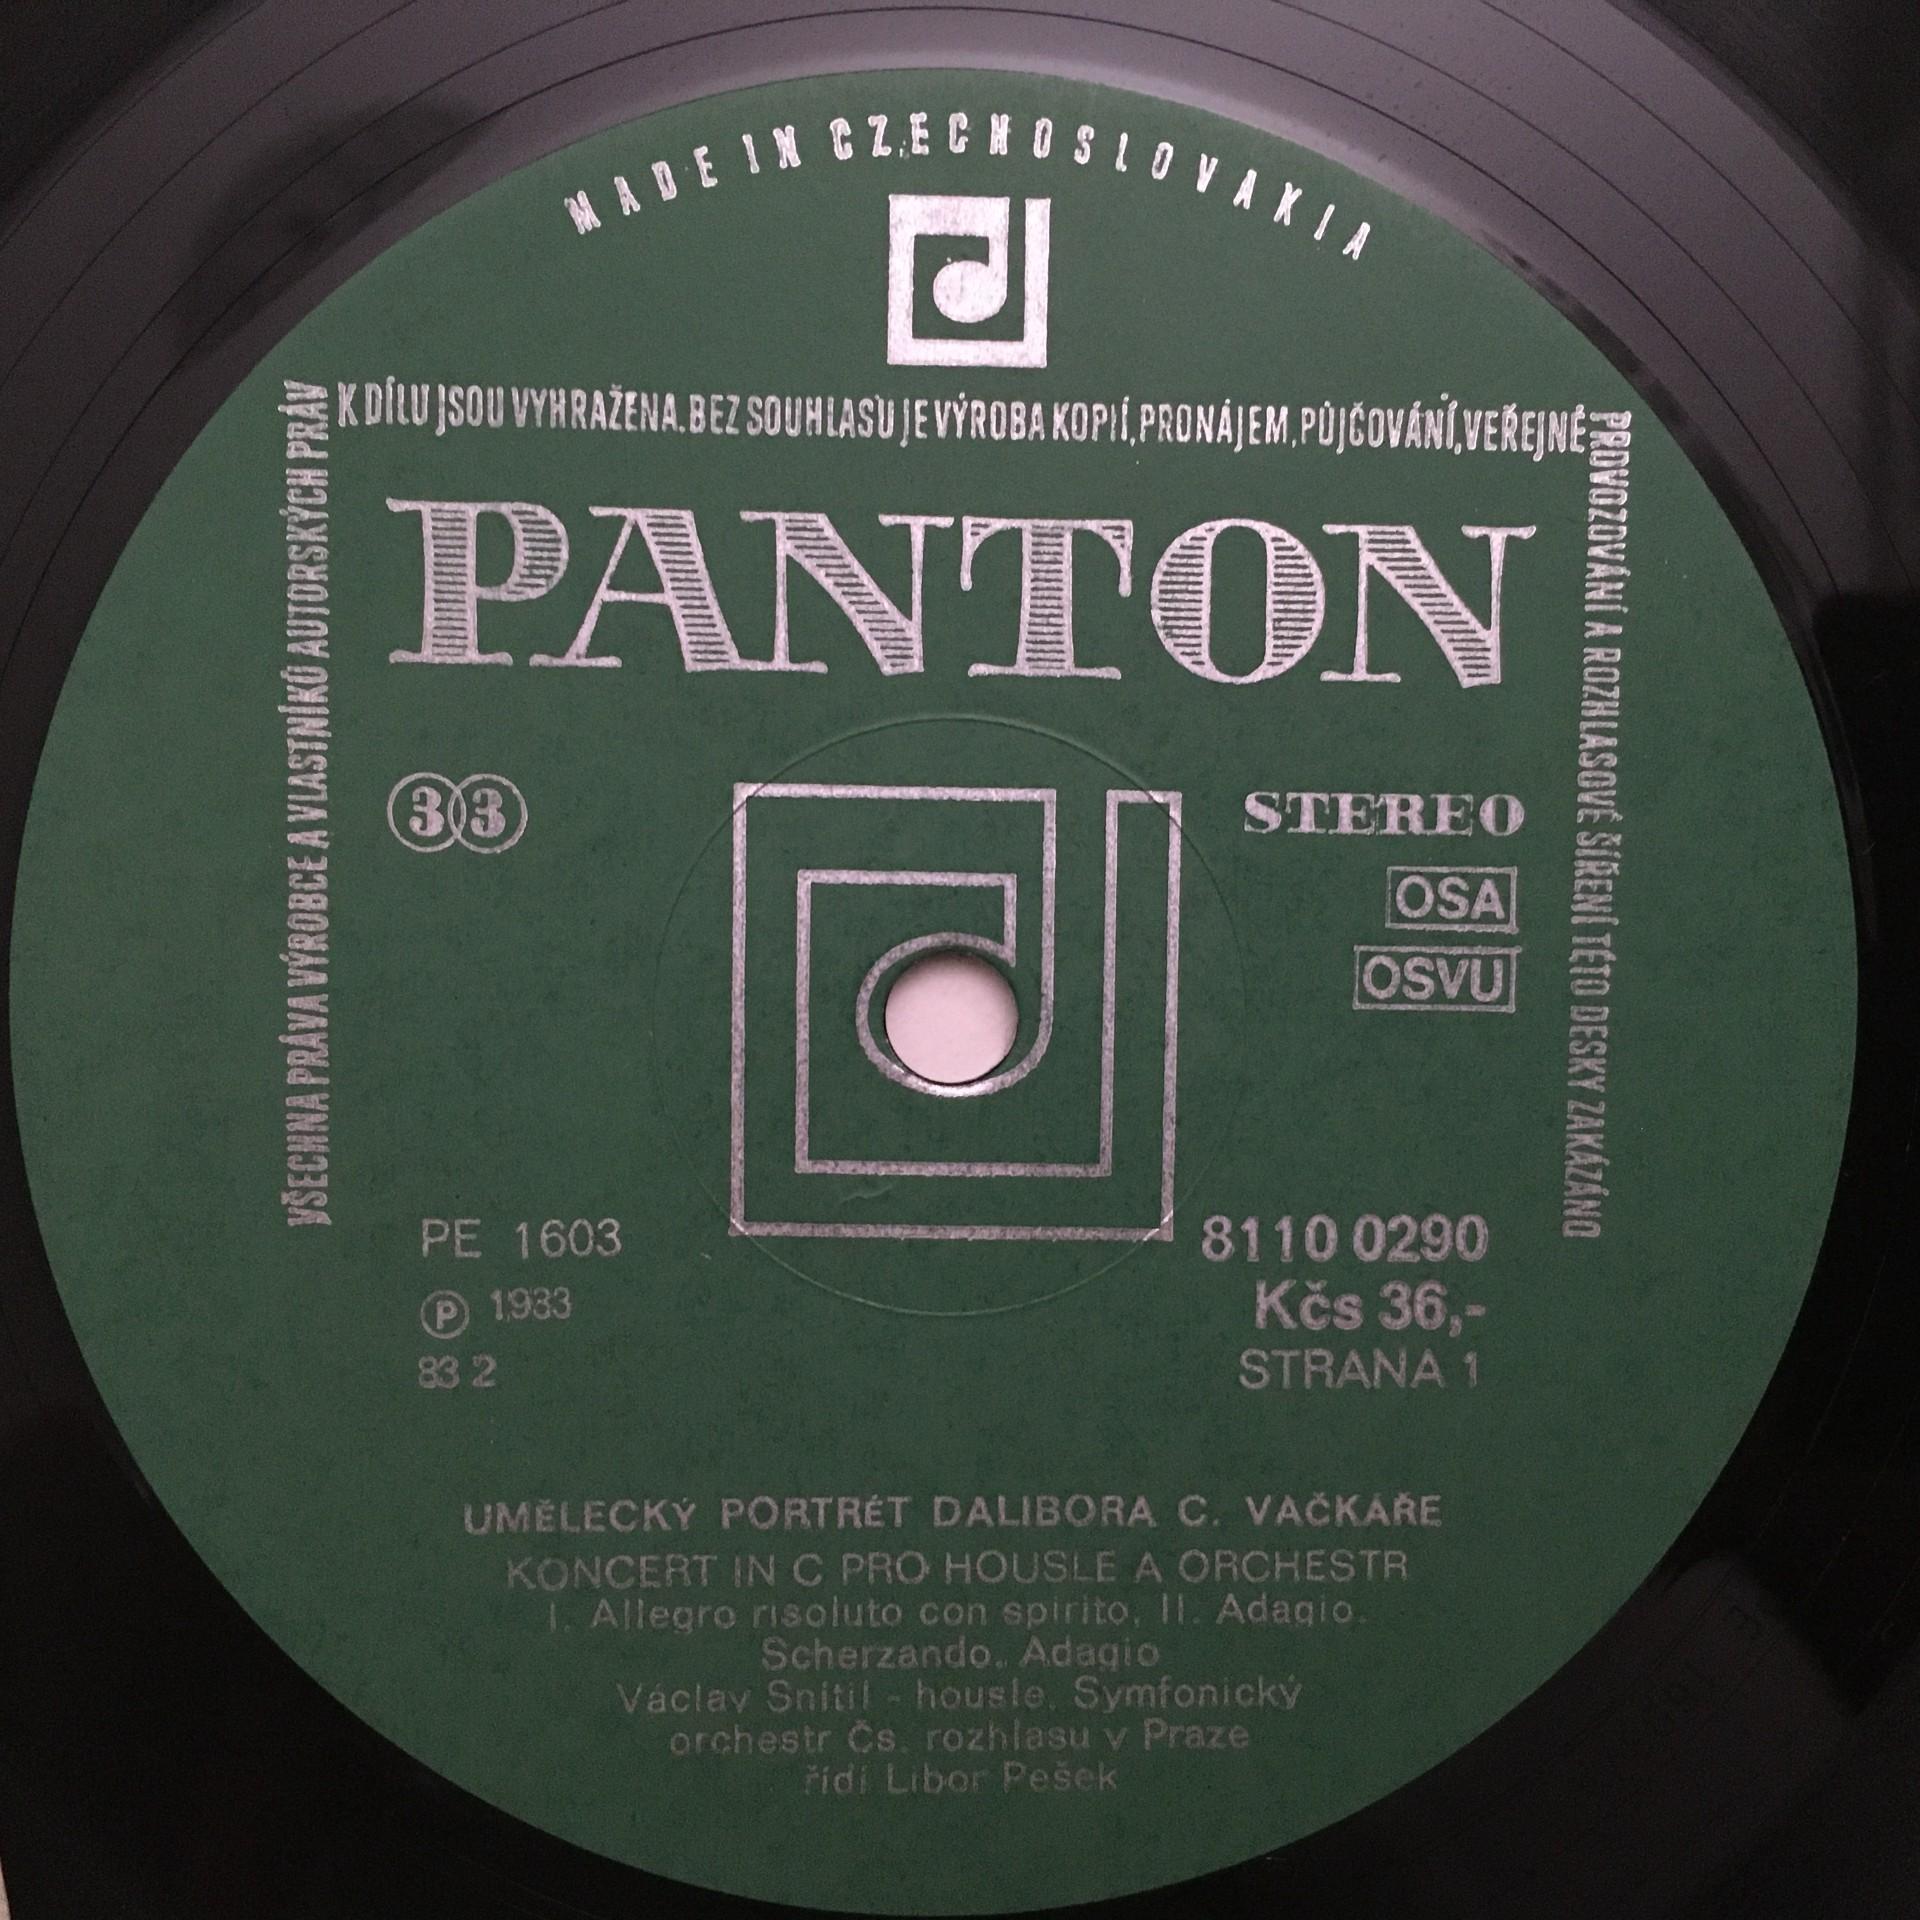 MADE IN CZECHOSLOVAKIA
VŠECHNA PRÁVA VÝROBCE A VLASTNÍKŮ AUTORSKÝCH PRÁV
K DÍLU JSOU VYHRAŽENA. BEZ SOUHLASU JE VÝROBA KOPIÍ, PRONÁJEM, PŮJČOVÁNÍ, VEŘEJNÉ
PROVOZOVÁNÍ A ROZHLASOVÉ ŠÍŘENÍ TÉTO DESKY ZAKÁZÁNO
PANTON
33
STEREO
OSA
OSVU
PE 1603
℗ 1983
83 2
8110 0290
Kčs 36,-
STRANA 1
UMĚLECKÝ PORTRÉT DALIBORA C. VAČKÁŘE
KONCERT IN C PRO HOUSLE A ORCHESTR
I. Allegro risoluto con spirito, II. Adagio.
Scherzando. Adagio
Václav Snítil - housle, Symfonický
orchestr Čs. rozhlasu v Praze
řídí Libor Pešek